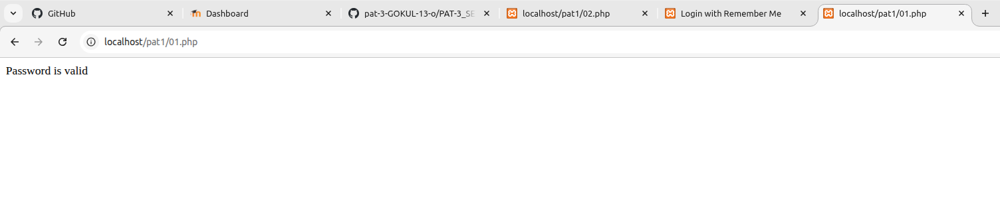 GitHub
Dashboard
pat-3-GOKUL-13-o/PAT-3_SE
localhost/pat1/02.php
Login with Remember Me
localhost/pat1/01.php
localhost/pat1/01.php
Password is valid